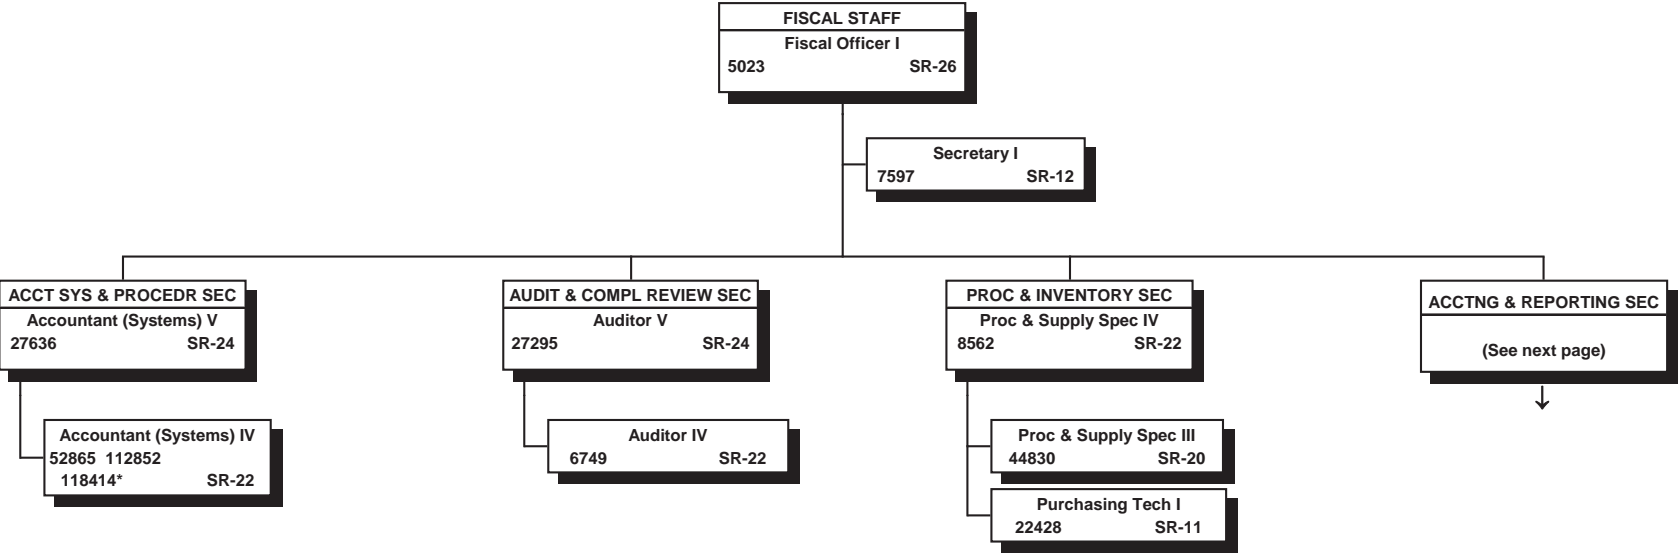 FISCAL STAFF
Fiscal Officer I
5023 SR-26
Secretary I
7597 SR-12
ACCT SYS & PROCEDR SEC
Accountant (Systems) V
27636 SR-24
Accountant (Systems) IV
52865 112852
118414* SR-22
AUDIT & COMPL REVIEW SEC
Auditor V
27295 SR-24
Auditor IV
6749 SR-22
PROC & INVENTORY SEC
Proc & Supply Spec IV
8562 SR-22
Proc & Supply Spec III
44830 SR-20
Purchasing Tech I
22428 SR-11
ACCTNG & REPORTING SEC
(See next page)